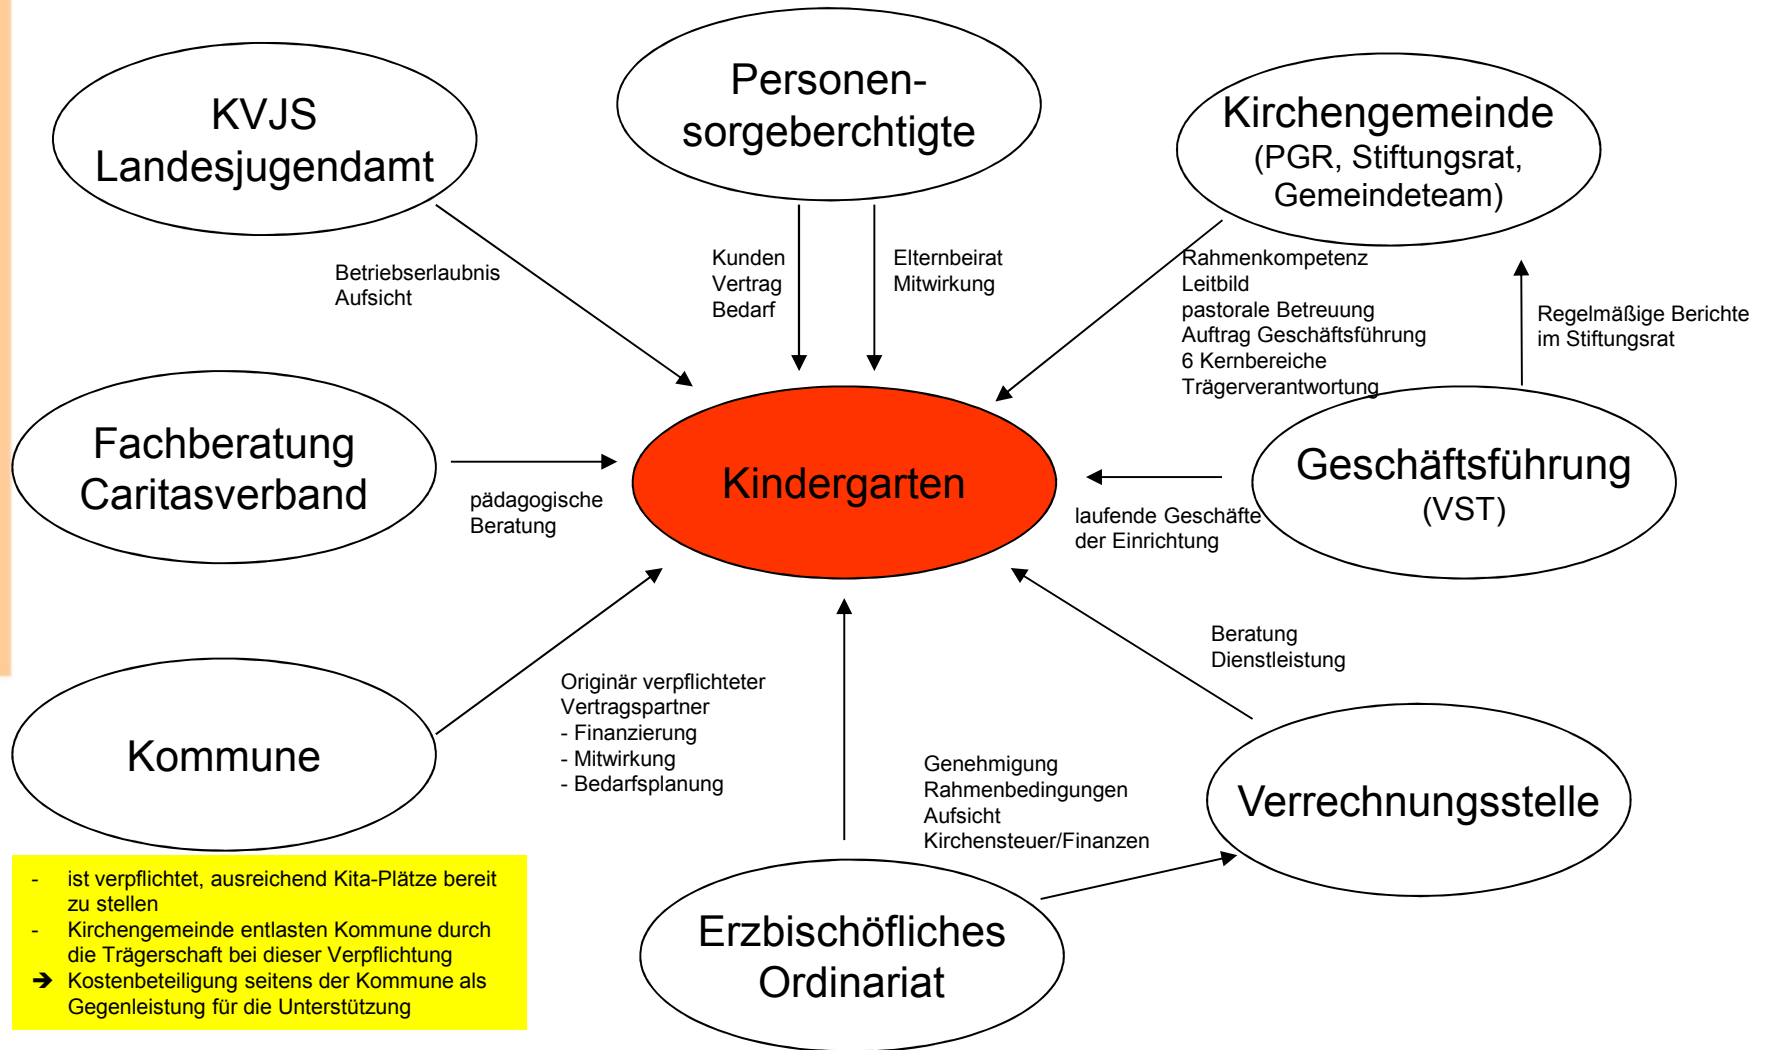 KVJS
Landesjugendamt
Personen-
sorgeberchtigte
Kirchengemeinde
(PGR, Stiftungsrat,
Gemeindeteam)
Betriebserlaubnis
Aufsicht
Kunden
Vertrag
Bedarf
Elternbeirat
Mitwirkung
Rahmenkompetenz
Leitbild
pastorale Betreuung
Auftrag Geschäftsführung
6 Kernbereiche
Trägerverantwortung
Regelmäßige Berichte
im Stiftungsrat
Fachberatung
Caritasverband
pädagogische
Beratung
Kindergarten
Geschäftsführung
(VST)
laufende Geschäfte
der Einrichtung
Kommune
Originär verpflichteter
Vertragspartner
- Finanzierung
- Mitwirkung
- Bedarfsplanung
Beratung
Dienstleistung
Genehmigung
Rahmenbedingungen
Aufsicht
Kirchensteuer/Finanzen
Verrechnungsstelle
Erzbischöfliches
Ordinariat
- ist verpflichtet, ausreichend Kita-Plätze bereit
zu stellen
- Kirchengemeinde entlasten Kommune durch
die Trägerschaft bei dieser Verpflichtung
➔ Kostenbeteiligung seitens der Kommune als
Gegenleistung für die Unterstützung